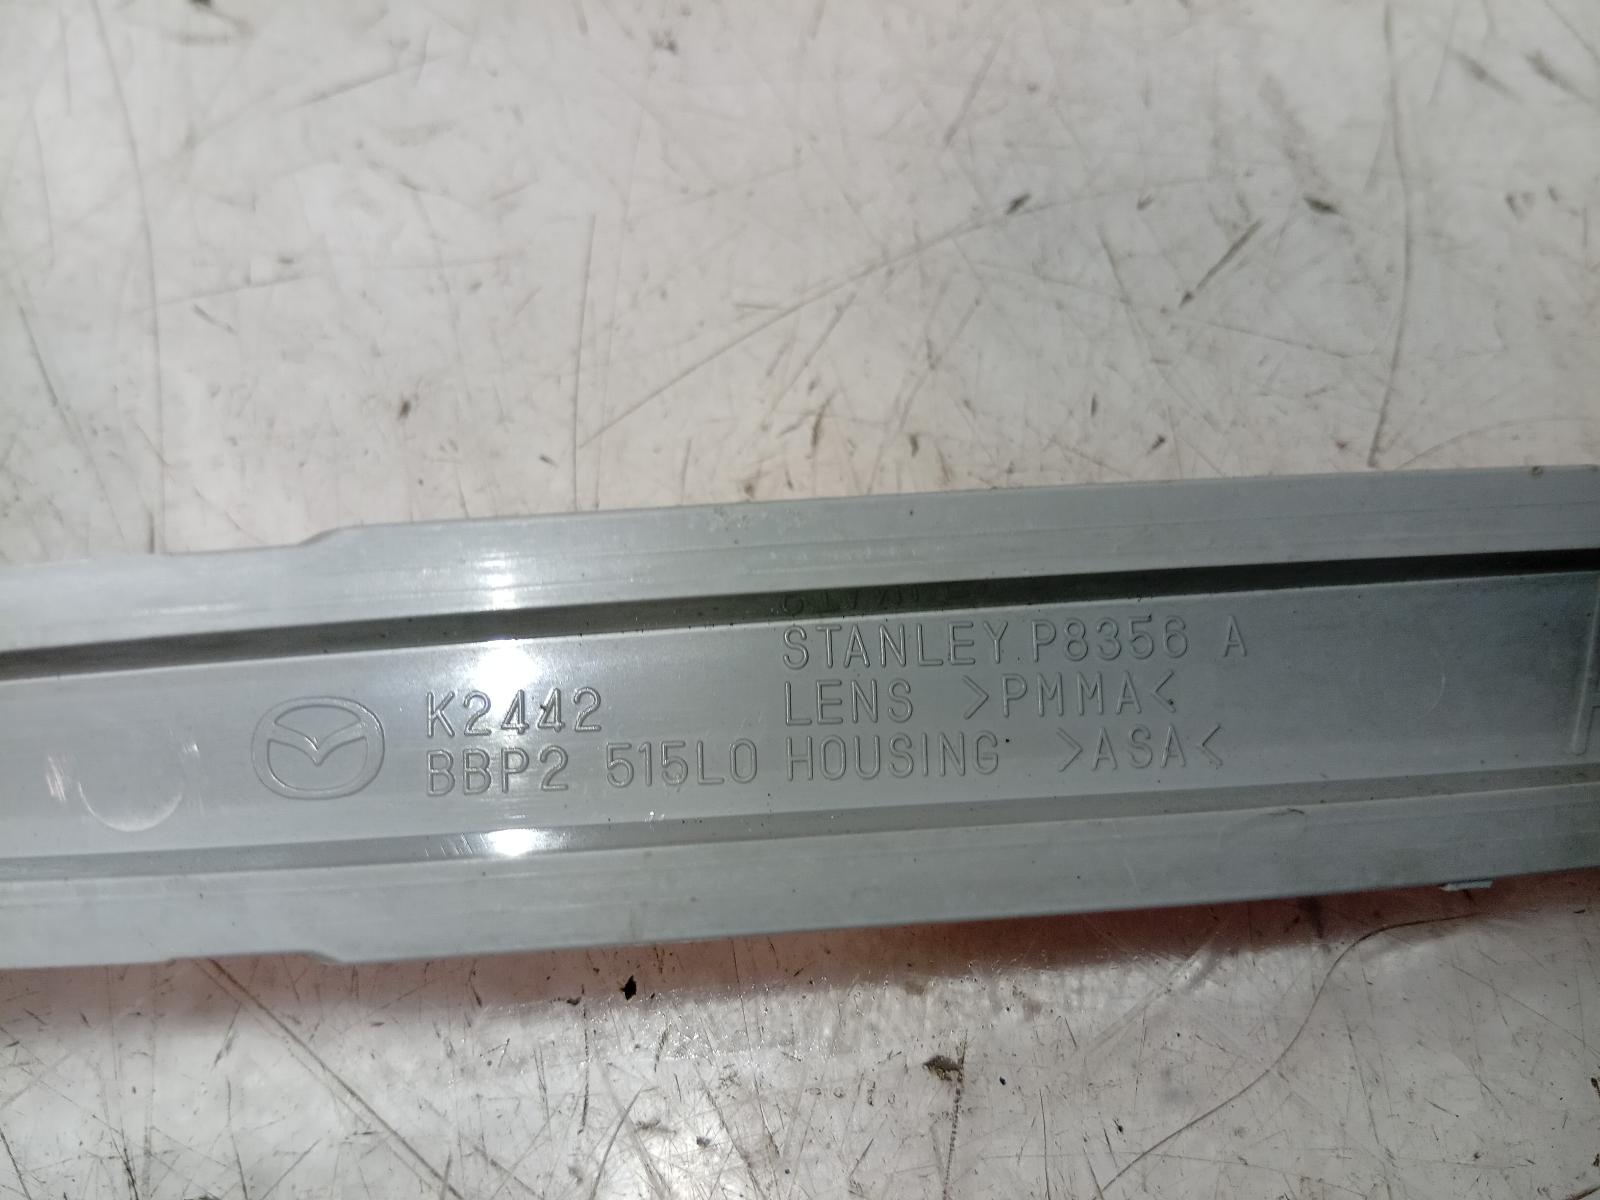 STANLEY P8356 A
K2442 LENS >PMMA<
BBP2 515L0 HOUSING >ASA<